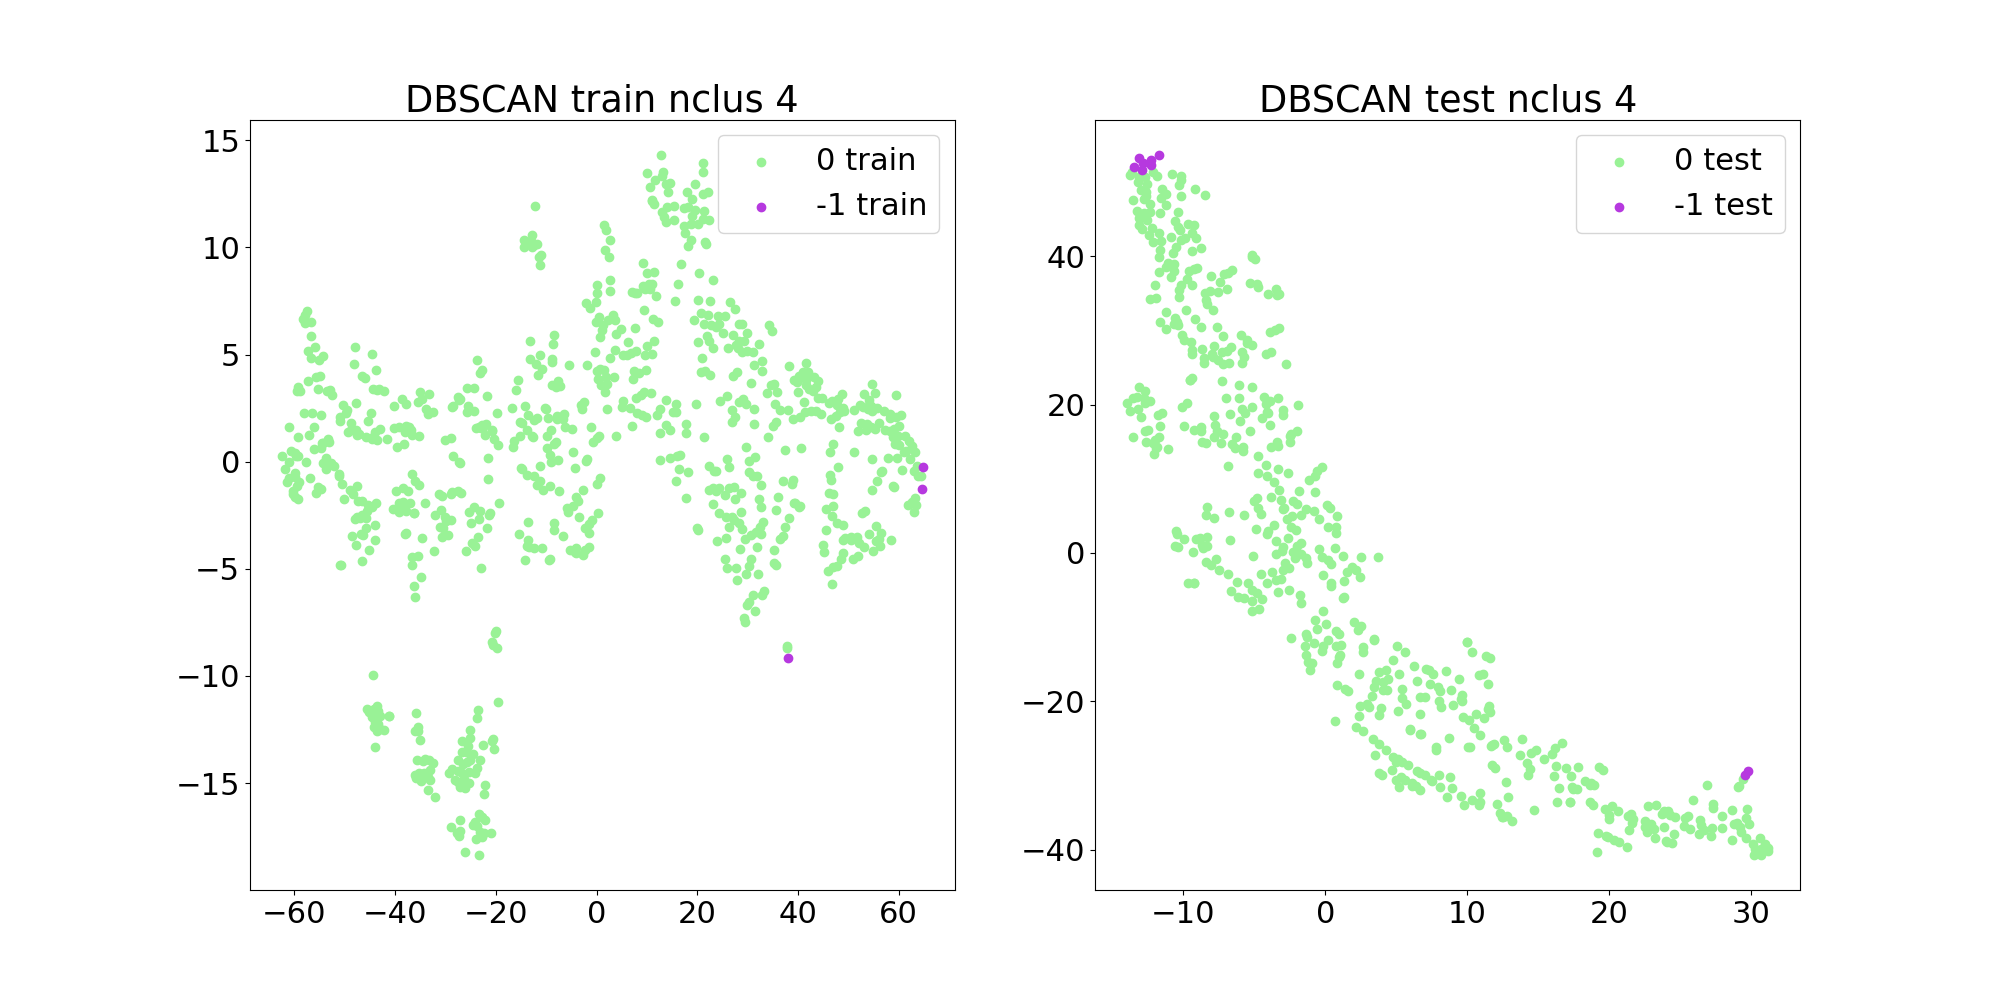 DBSCAN train nclus 4
15
10
5
0
−5
−10
−15
−60 −40 −20 0 20 40 60
0 train
-1 train
DBSCAN test nclus 4
40
20
0
−20
−40
−10 0 10 20 30
0 test
-1 test